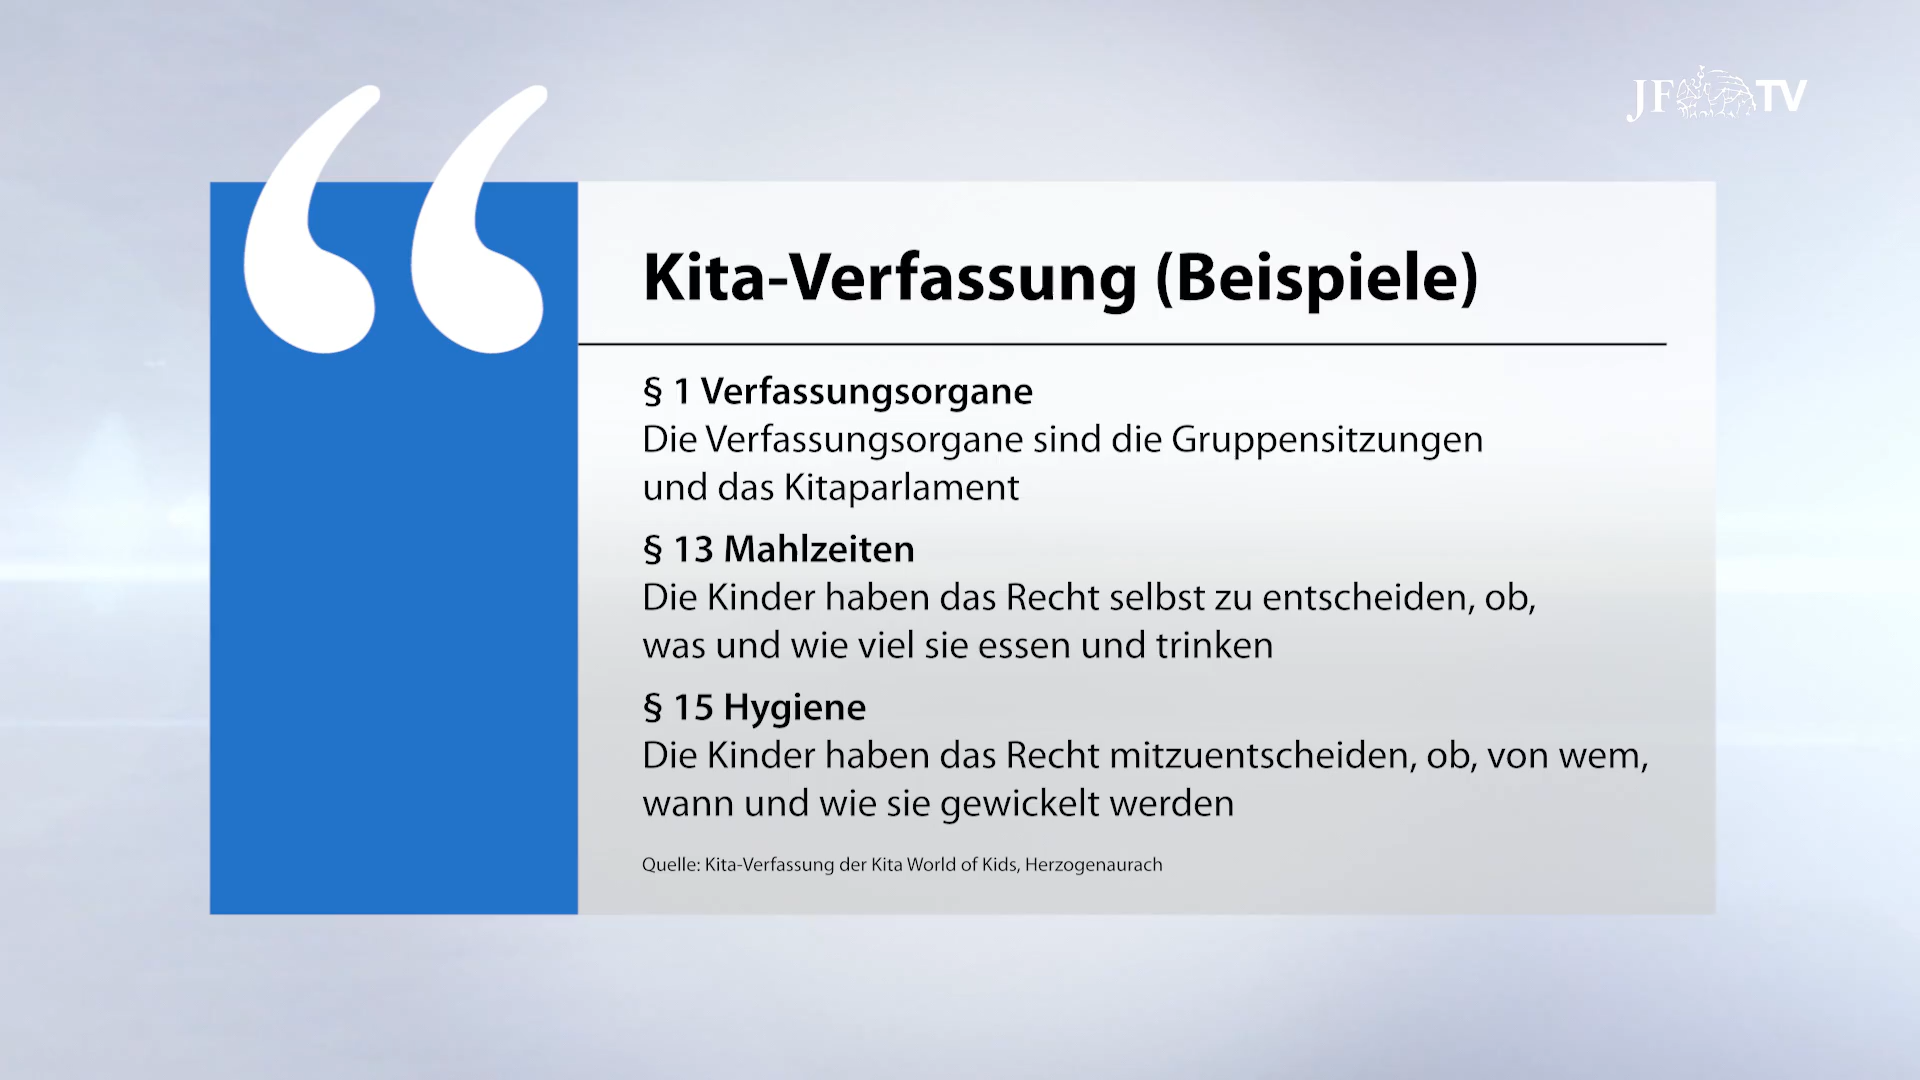 JF TV
Kita-Verfassung (Beispiele)
§ 1 Verfassungsorgane
Die Verfassungsorgane sind die Gruppensitzungen
und das Kitaparlament
§ 13 Mahlzeiten
Die Kinder haben das Recht selbst zu entscheiden, ob,
was und wie viel sie essen und trinken
§ 15 Hygiene
Die Kinder haben das Recht mitzuentscheiden, ob, von wem,
wann und wie sie gewickelt werden
Quelle: Kita-Verfassung der Kita World of Kids, Herzogenaurach